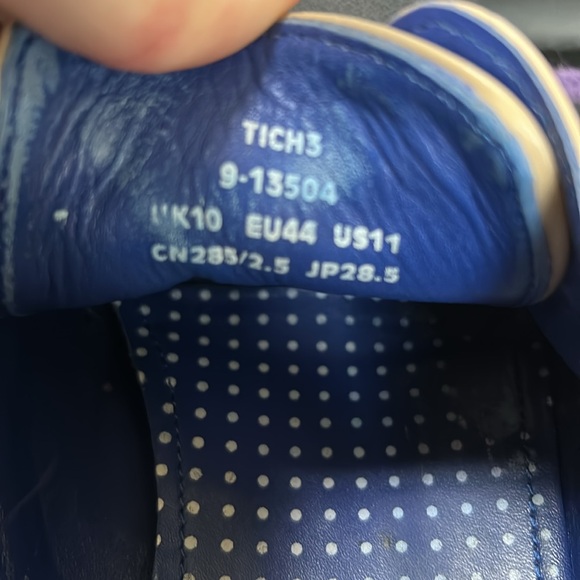 TICH3
9-13504
UK10 EU44 US11
CN285/2.5 JP28.5